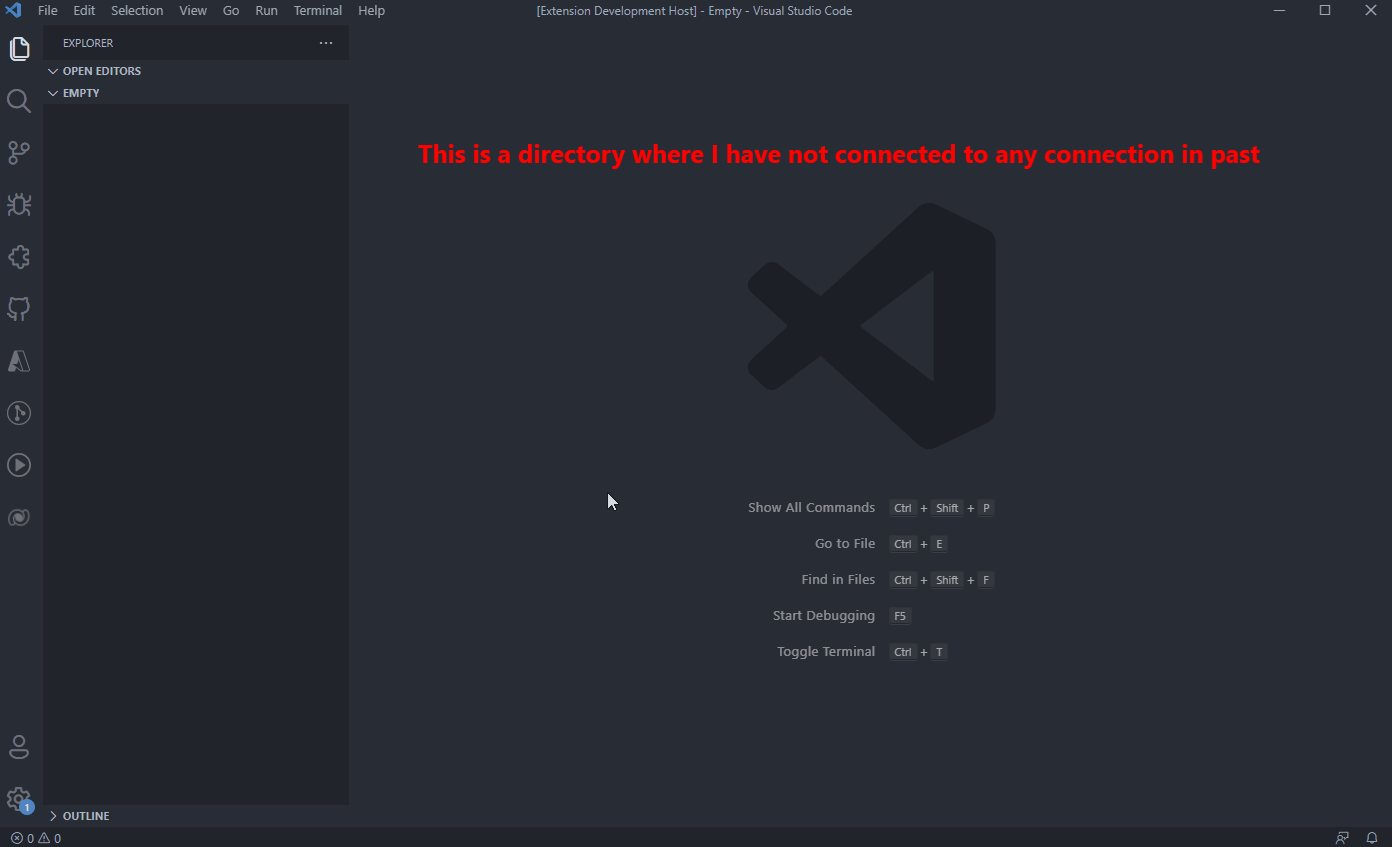 File Edit Selection View Go Run Terminal Help [Extension Development Host] - Empty - Visual Studio Code
EXPLORER ...
OPEN EDITORS
EMPTY
This is a directory where I have not connected to any connection in past
Show All Commands Ctrl + Shift + P
Go to File Ctrl + E
Find in Files Ctrl + Shift + F
Start Debugging F5
Toggle Terminal Ctrl + T
1
OUTLINE
0 0